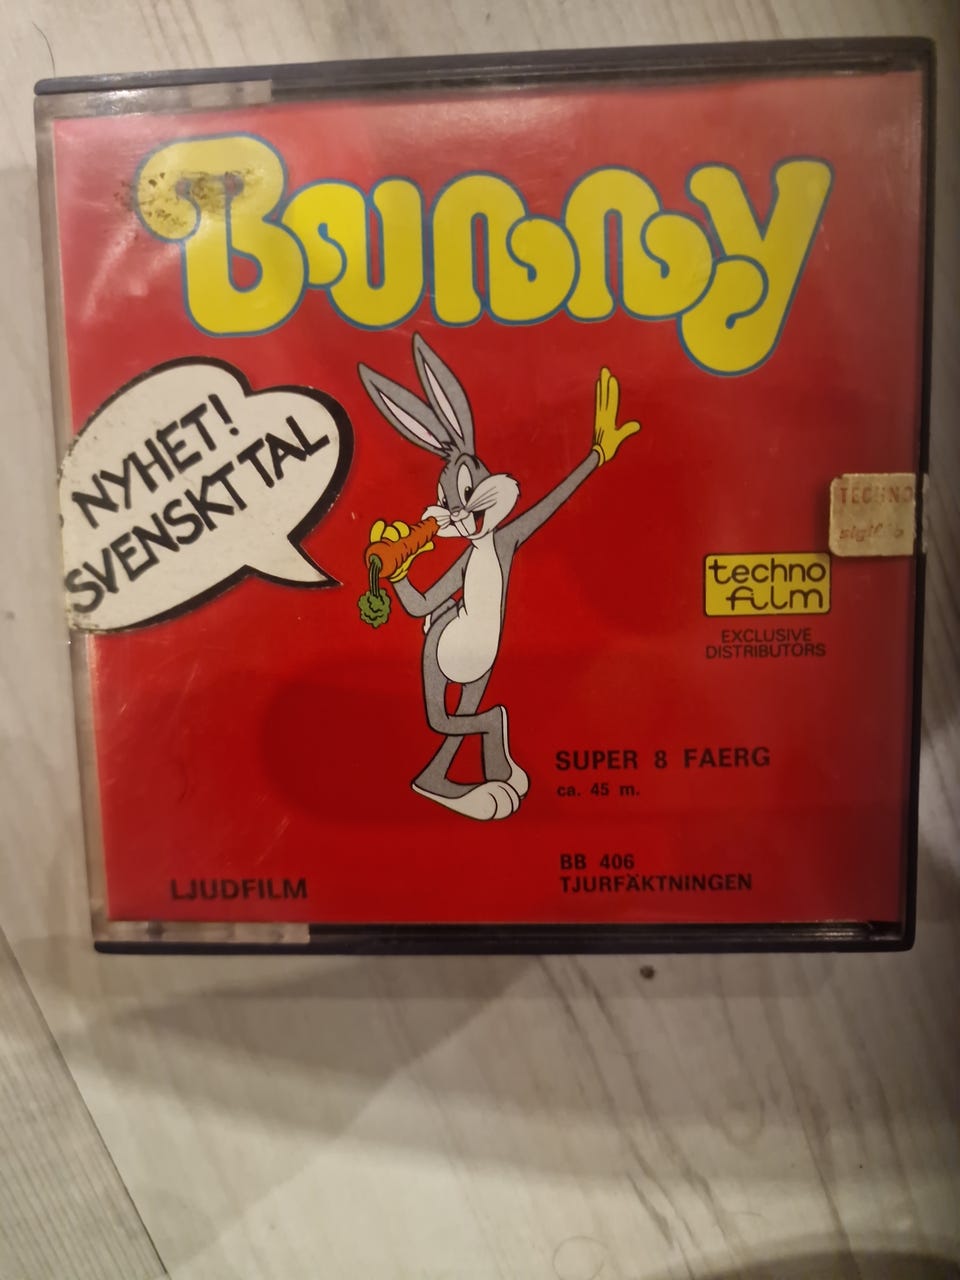 Bunny
NYHET!
SVENSKT TAL
TECHNO
techno
film
EXCLUSIVE
DISTRIBUTORS
SUPER 8 FAERG
ca. 45 m.
BB 406
TJURFÄKTNINGEN
LJUDFILM